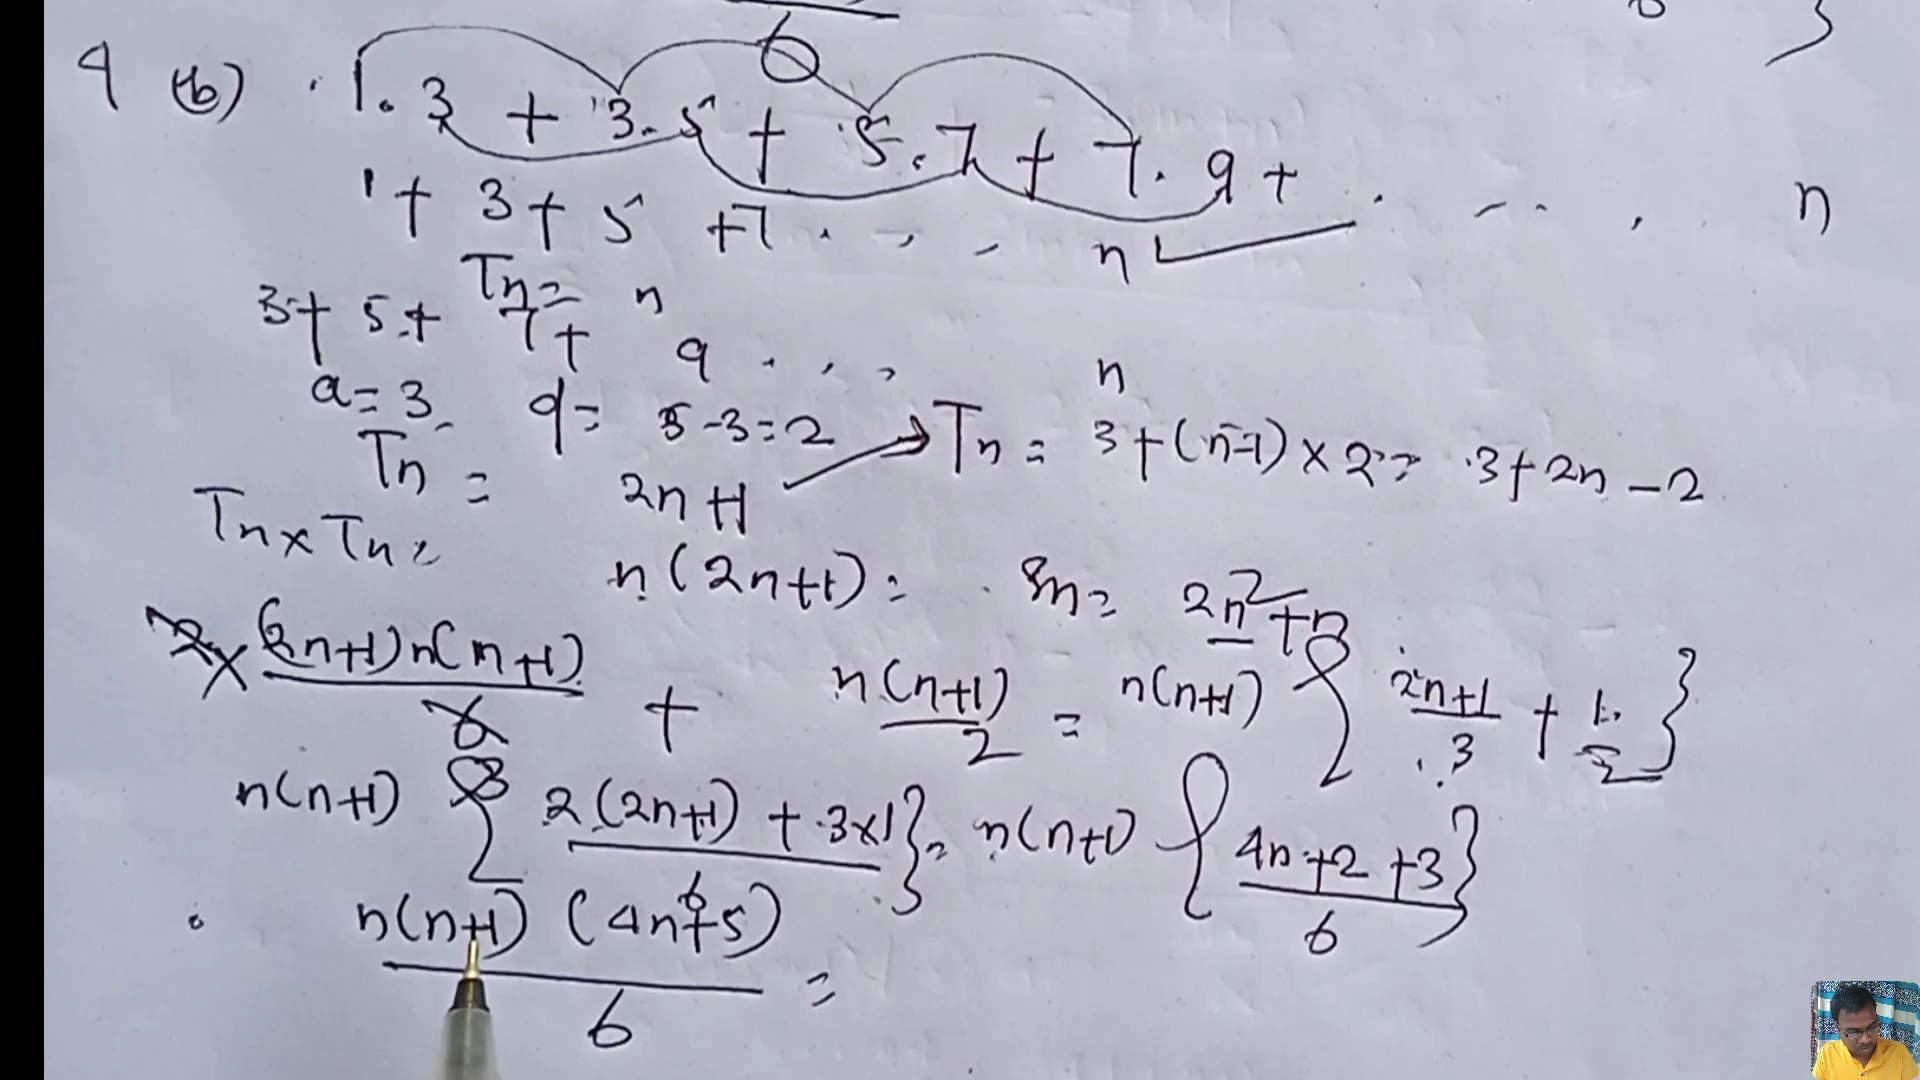 6
9 (b) 1.3 + 3.5 + 5.7 + 7.9 + . . . . . n
1 + 3 + 5 + 7 . . . n
Tn = n
3 + 5 + 7 + 9 . . . n
a = 3 d = 5 - 3 = 2
Tn = 2n + 1 → Tn = 3 + (n-1) × 2 = 3 + 2n - 2
Tn × Tn = n(2n+1) = Sn = 2n² + n
2 × (2n+1)n(n+1)/6 3 + n(n+1)/2 = n(n+1) { 2n+1/3 + 1/2 }
n(n+1) { 2(2n+1) + 3×1/6 } = n(n+1) { 4n+2+3/6 }
n(n+1) (4n+5)/6 =